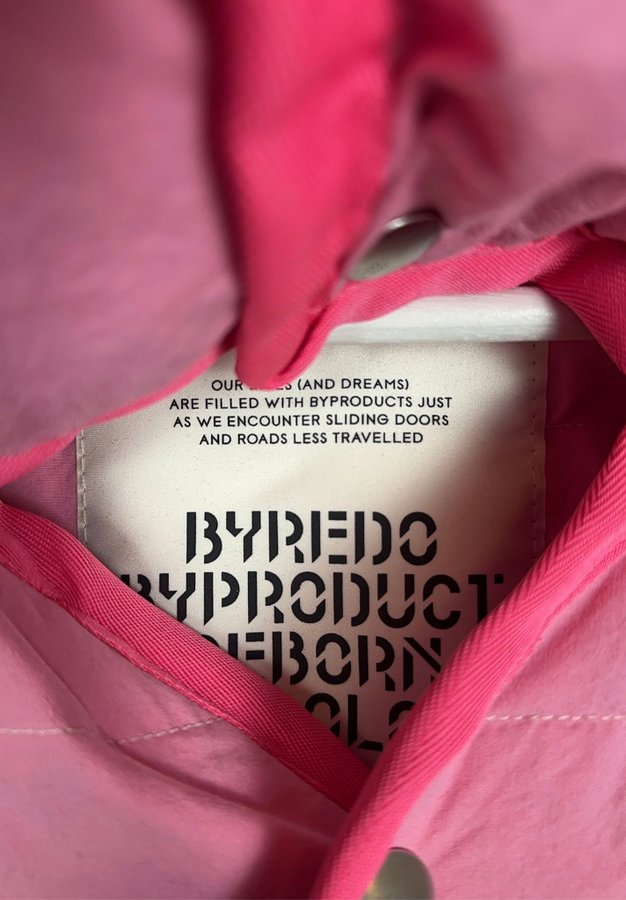 OUR (AND DREAMS)
ARE FILLED WITH BYPRODUCTS JUST
AS WE ENCOUNTER SLIDING DOORS
AND ROADS LESS TRAVELLED
BYREDO
BYPRODUCT
REBORN